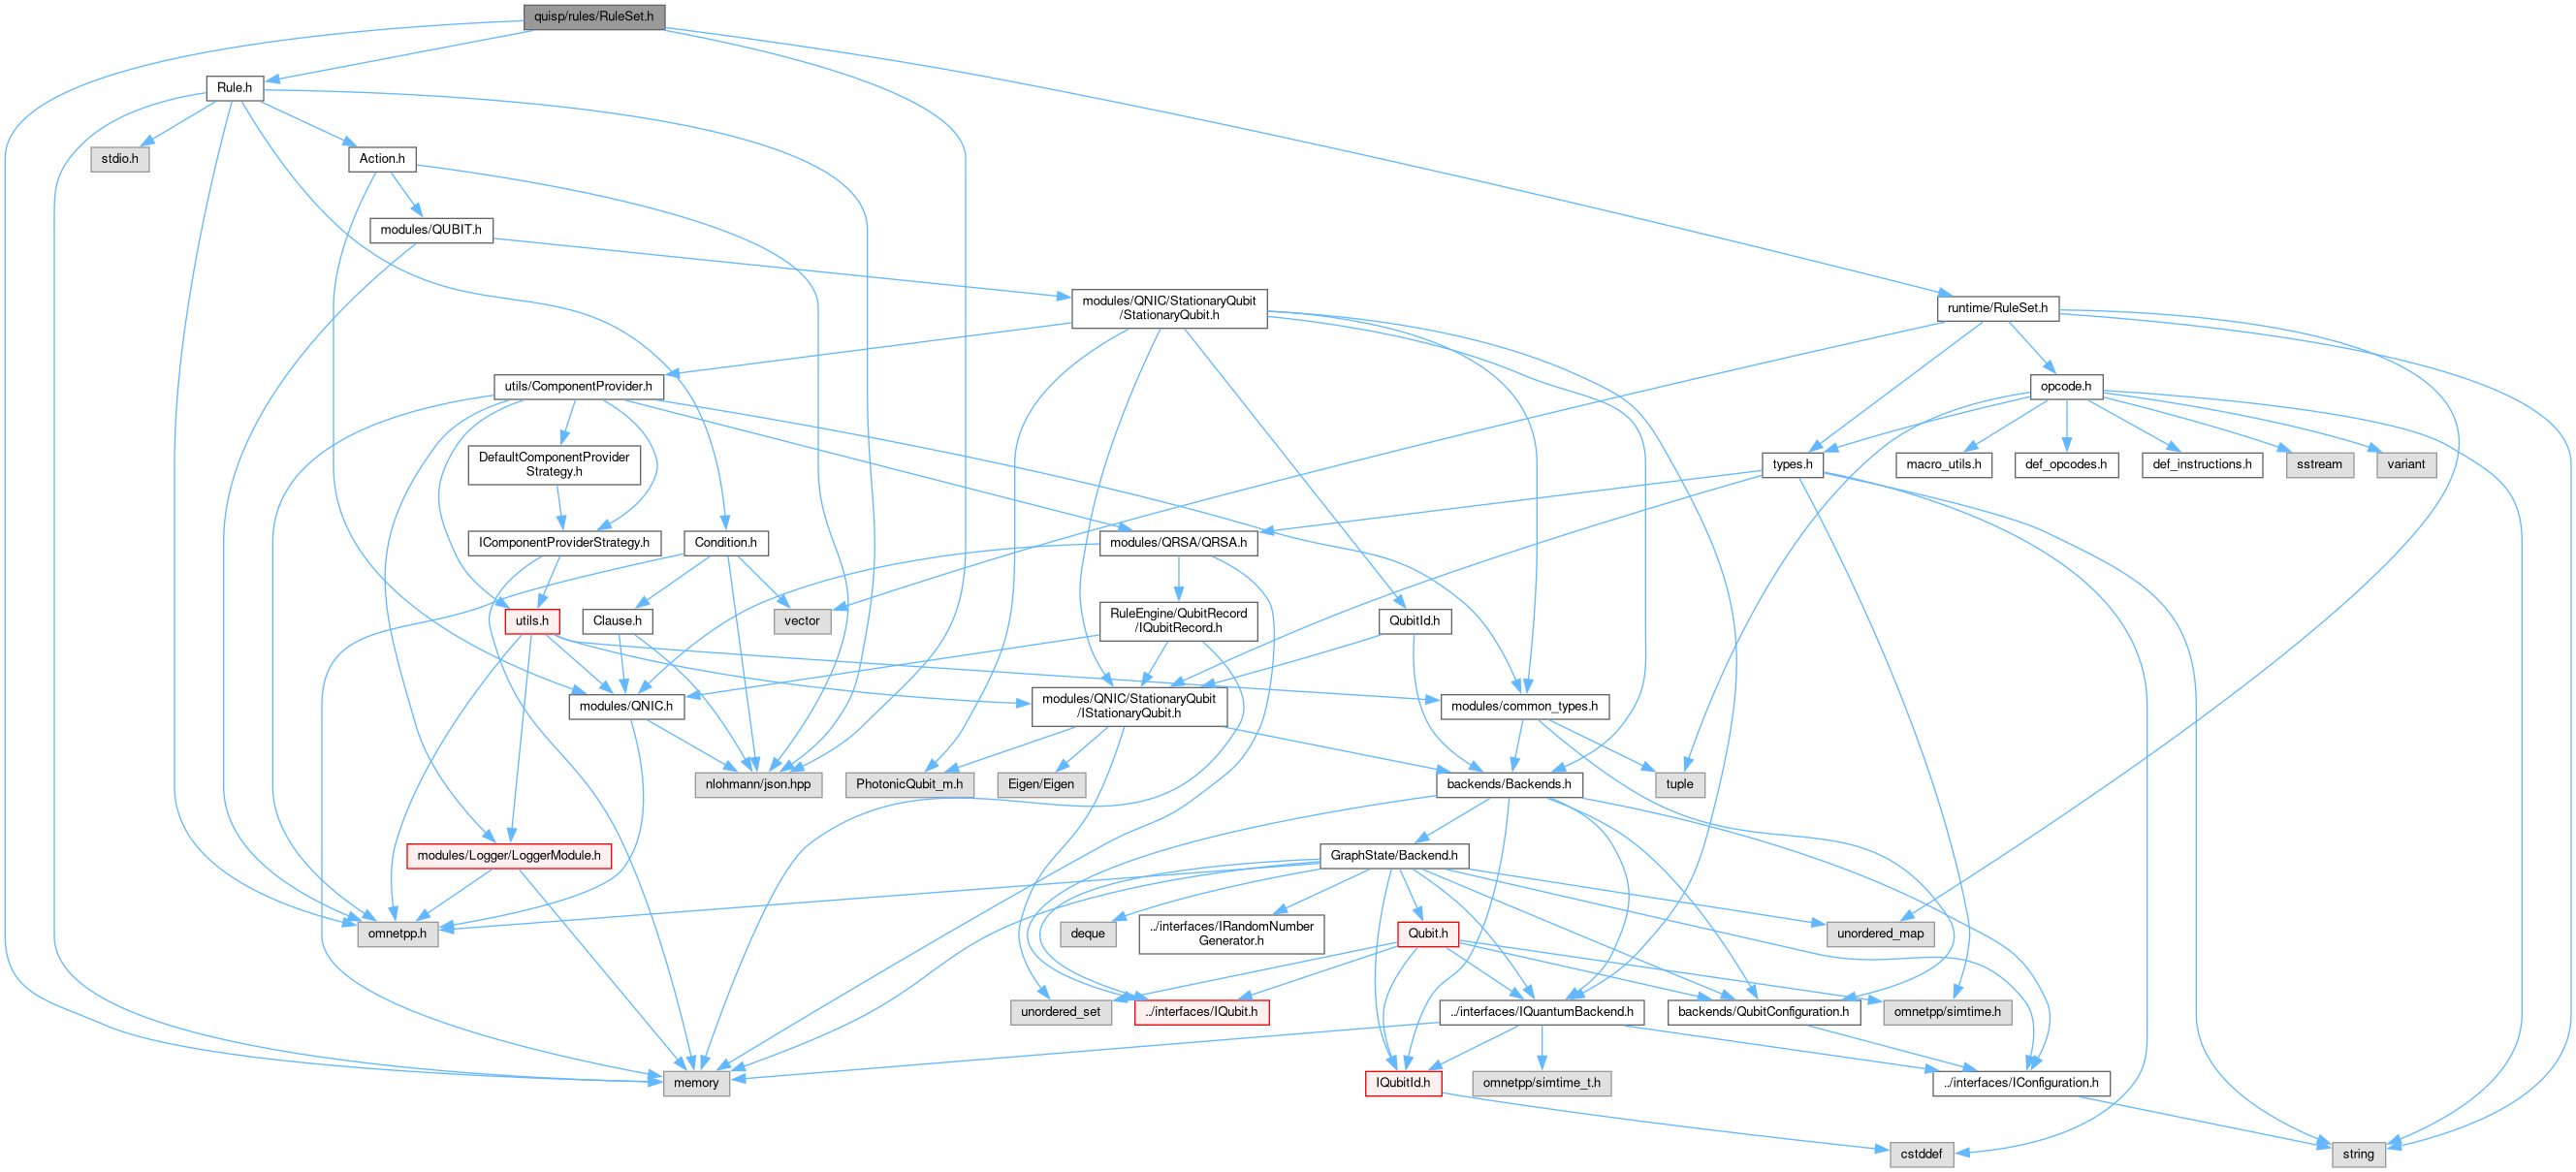 quisp/rules/RuleSet.h
Rule.h
stdio.h
Action.h
modules/QUBIT.h
modules/QNIC/StationaryQubit
/StationaryQubit.h
runtime/RuleSet.h
utils/ComponentProvider.h
opcode.h
DefaultComponentProvider
Strategy.h
types.h
macro_utils.h
def_opcodes.h
def_instructions.h
sstream
variant
IComponentProviderStrategy.h
Condition.h
modules/QRSA/QRSA.h
utils.h
Clause.h
vector
RuleEngine/QubitRecord
/IQubitRecord.h
QubitId.h
modules/QNIC.h
modules/QNIC/StationaryQubit
/IStationaryQubit.h
modules/common_types.h
nlohmann/json.hpp
PhotonicQubit_m.h
Eigen/Eigen
backends/Backends.h
tuple
modules/Logger/LoggerModule.h
GraphState/Backend.h
omnetpp.h
deque
../interfaces/IRandomNumber
Generator.h
Qubit.h
unordered_map
unordered_set
../interfaces/IQubit.h
../interfaces/IQuantumBackend.h
backends/QubitConfiguration.h
omnetpp/simtime.h
memory
IQubitId.h
omnetpp/simtime_t.h
../interfaces/IConfiguration.h
cstddef
string